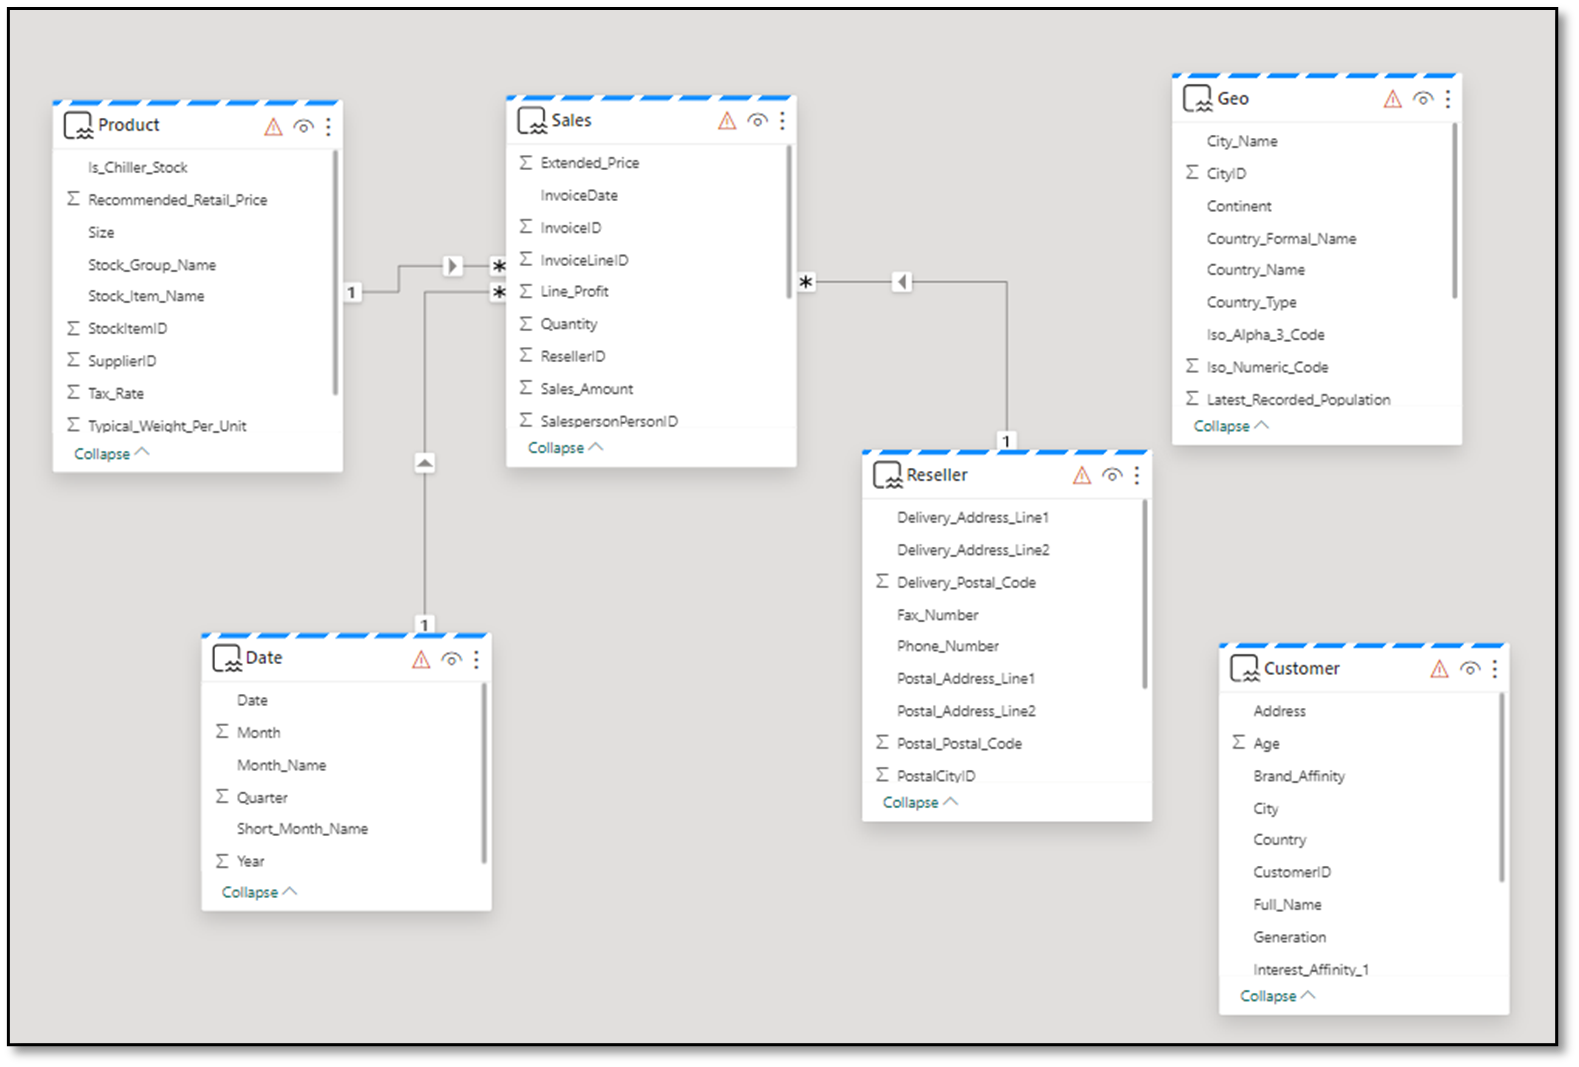 Product
Is_Chiller_Stock
Σ Recommended_Retail_Price
Size
Stock_Group_Name
Stock_Item_Name
Σ StockItemID
Σ SupplierID
Σ Tax_Rate
Σ Typical_Weight_Per_Unit
Collapse
1
*
*
Sales
Σ Extended_Price
InvoiceDate
Σ InvoiceID
Σ InvoiceLineID
Σ Line_Profit
Σ Quantity
Σ ResellerID
Σ Sales_Amount
Σ SalespersonPersonID
Collapse
*
1
Geo
City_Name
Σ CityID
Continent
Country_Formal_Name
Country_Name
Country_Type
Iso_Alpha_3_Code
Σ Iso_Numeric_Code
Σ Latest_Recorded_Population
Collapse
Reseller
Delivery_Address_Line1
Delivery_Address_Line2
Σ Delivery_Postal_Code
Fax_Number
Phone_Number
Postal_Address_Line1
Postal_Address_Line2
Σ Postal_Postal_Code
Σ PostalCityID
Collapse
1
Date
Date
Σ Month
Month_Name
Σ Quarter
Short_Month_Name
Σ Year
Collapse
Customer
Address
Σ Age
Brand_Affinity
City
Country
CustomerID
Full_Name
Generation
Interest_Affinity_1
Collapse